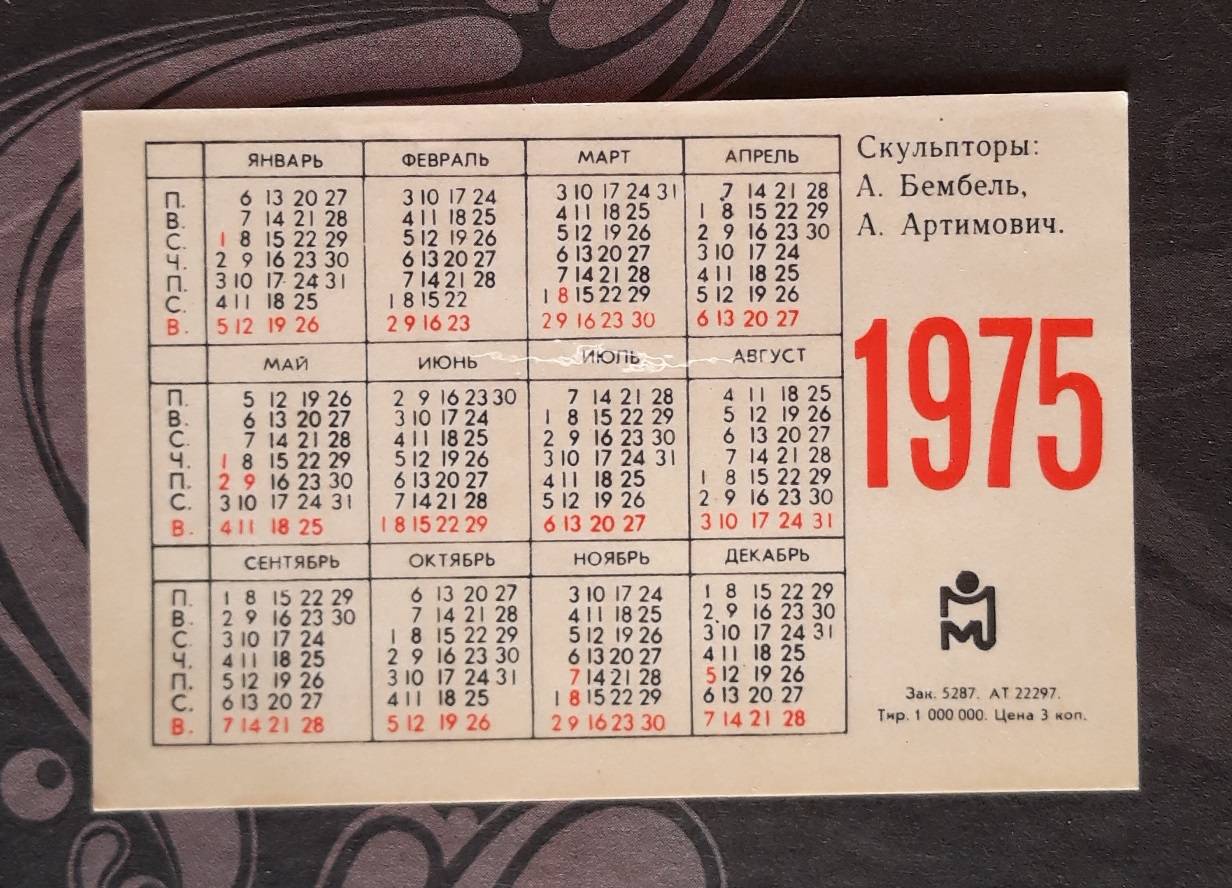 ЯНВАРЬ ФЕВРАЛЬ МАРТ АПРЕЛЬ
П. 6 13 20 27 3 10 17 24 3 10 17 24 31 7 14 21 28
В. 7 14 21 28 4 11 18 25 4 11 18 25 1 8 15 22 29
С. 1 8 15 22 29 5 12 19 26 5 12 19 26 2 9 16 23 30
Ч. 2 9 16 23 30 6 13 20 27 6 13 20 27 3 10 17 24
П. 3 10 17 24 31 7 14 21 28 7 14 21 28 4 11 18 25
С. 4 11 18 25 1 8 15 22 1 8 15 22 29 5 12 19 26
В. 5 12 19 26 2 9 16 23 2 9 16 23 30 6 13 20 27
МАЙ ИЮНЬ ИЮЛЬ АВГУСТ
П. 5 12 19 26 2 9 16 23 30 7 14 21 28 4 11 18 25
В. 6 13 20 27 3 10 17 24 1 8 15 22 29 5 12 19 26
С. 7 14 21 28 4 11 18 25 2 9 16 23 30 6 13 20 27
Ч. 1 8 15 22 29 5 12 19 26 3 10 17 24 31 7 14 21 28
П. 2 9 16 23 30 6 13 20 27 4 11 18 25 1 8 15 22 29
С. 3 10 17 24 31 7 14 21 28 5 12 19 26 2 9 16 23 30
В. 4 11 18 25 1 8 15 22 29 6 13 20 27 3 10 17 24 31
СЕНТЯБРЬ ОКТЯБРЬ НОЯБРЬ ДЕКАБРЬ
П. 1 8 15 22 29 6 13 20 27 3 10 17 24 1 8 15 22 29
В. 2 9 16 23 30 7 14 21 28 4 11 18 25 2 9 16 23 30
С. 3 10 17 24 1 8 15 22 29 5 12 19 26 3 10 17 24 31
Ч. 4 11 18 25 2 9 16 23 30 6 13 20 27 4 11 18 25
П. 5 12 19 26 3 10 17 24 31 7 14 21 28 5 12 19 26
С. 6 13 20 27 4 11 18 25 1 8 15 22 29 6 13 20 27
В. 7 14 21 28 5 12 19 26 2 9 16 23 30 7 14 21 28
Скульпторы:
А. Бембель,
А. Артимович.
1975
Зак. 5287. АТ 22297.
Тир. 1 000 000. Цена 3 коп.